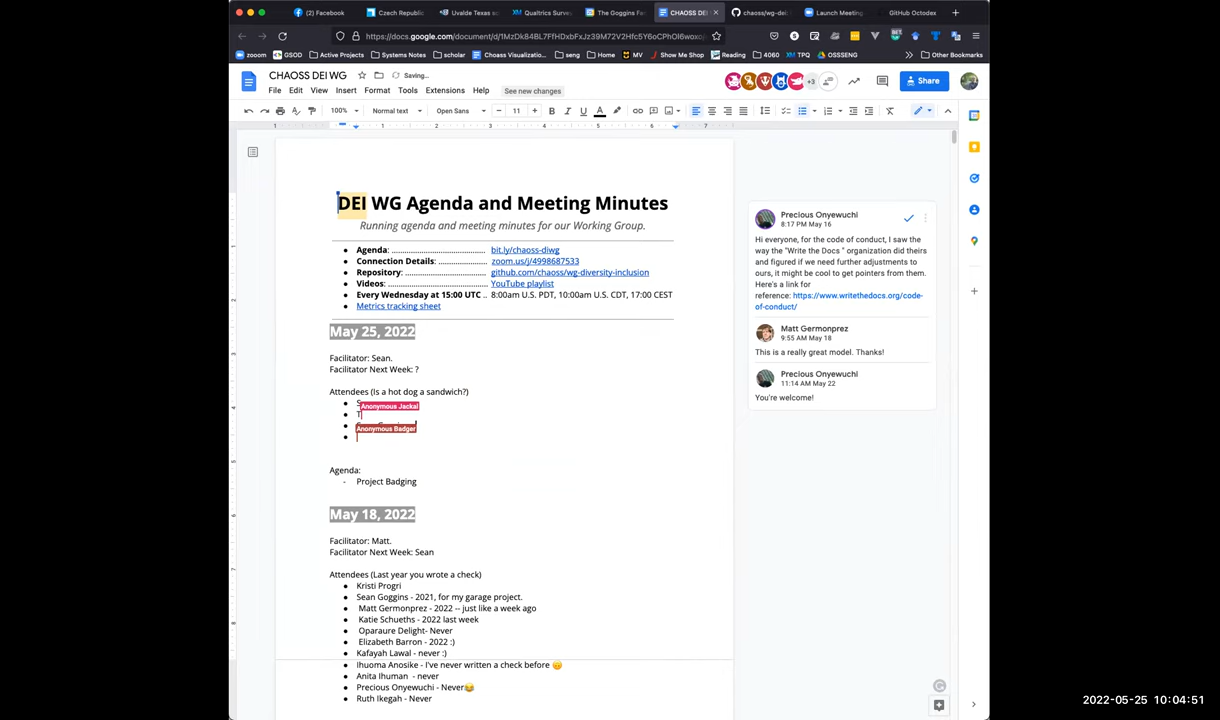 (2) Facebook
Czech Republic
Uvalde Texas sc
Qualtrics Surve
The Goggins Fa
CHAOSS DEI W
chaoss/wg-dei
Launch Meeting
GitHub Octodex
https://docs.google.com/document/d/
zooom
GSOD
Active Projects
Systems Notes
scholar
Chaoss Visualizatio...
seng
Home
MV
Show Me Shop
Reading
4060
TPQ
OSSSENG
Other Bookmarks
CHAOSS DEI WG
Saving...
File Edit View Insert Format Tools Extensions Help
See new changes
+3
Share
100%
Normal text
Open Sans
11
1 1 2 3 4 5 6 7
DEI WG Agenda and Meeting Minutes
Running agenda and meeting minutes for our Working Group.
Agenda: ........................................... bit.ly/chaoss-diwg
Connection Details: ........................ zoom.us/j/4998687533
Repository: .................................... github.com/chaoss/wg-diversity-inclusion
Videos: ........................................... YouTube playlist
Every Wednesday at 15:00 UTC .. 8:00am U.S. PDT, 10:00am U.S. CDT, 17:00 CEST
Metrics tracking sheet
May 25, 2022
Facilitator: Sean.
Facilitator Next Week: ?
Attendees (Is a hot dog a sandwich?)
S
Anonymous Jackal
T
Anonymous Badger
Agenda:
- Project Badging
May 18, 2022
Facilitator: Matt.
Facilitator Next Week: Sean
Attendees (Last year you wrote a check)
Kristi Progri
Sean Goggins - 2021, for my garage project.
Matt Germonprez - 2022 -- just like a week ago
Katie Schueths - 2022 last week
Oparaure Delight- Never
Elizabeth Barron - 2022 :)
Kafayah Lawal - never :)
Ihuoma Anosike - I've never written a check before 😔
Anita Ihuman - never
Precious Onyewuchi - Never😂
Ruth Ikegah - Never
Precious Onyewuchi
8:17 PM May 16
Hi everyone, for the code of conduct, I saw the
way the "Write the Docs " organization did theirs
and figured if we need further adjustments to
ours, it might be cool to get pointers from them.
Here's a link for
reference: https://www.writethedocs.org/code-
of-conduct/
Matt Germonprez
9:55 AM May 18
This is a really great model. Thanks!
Precious Onyewuchi
11:14 AM May 22
You're welcome!
2022-05-25 10:04:51